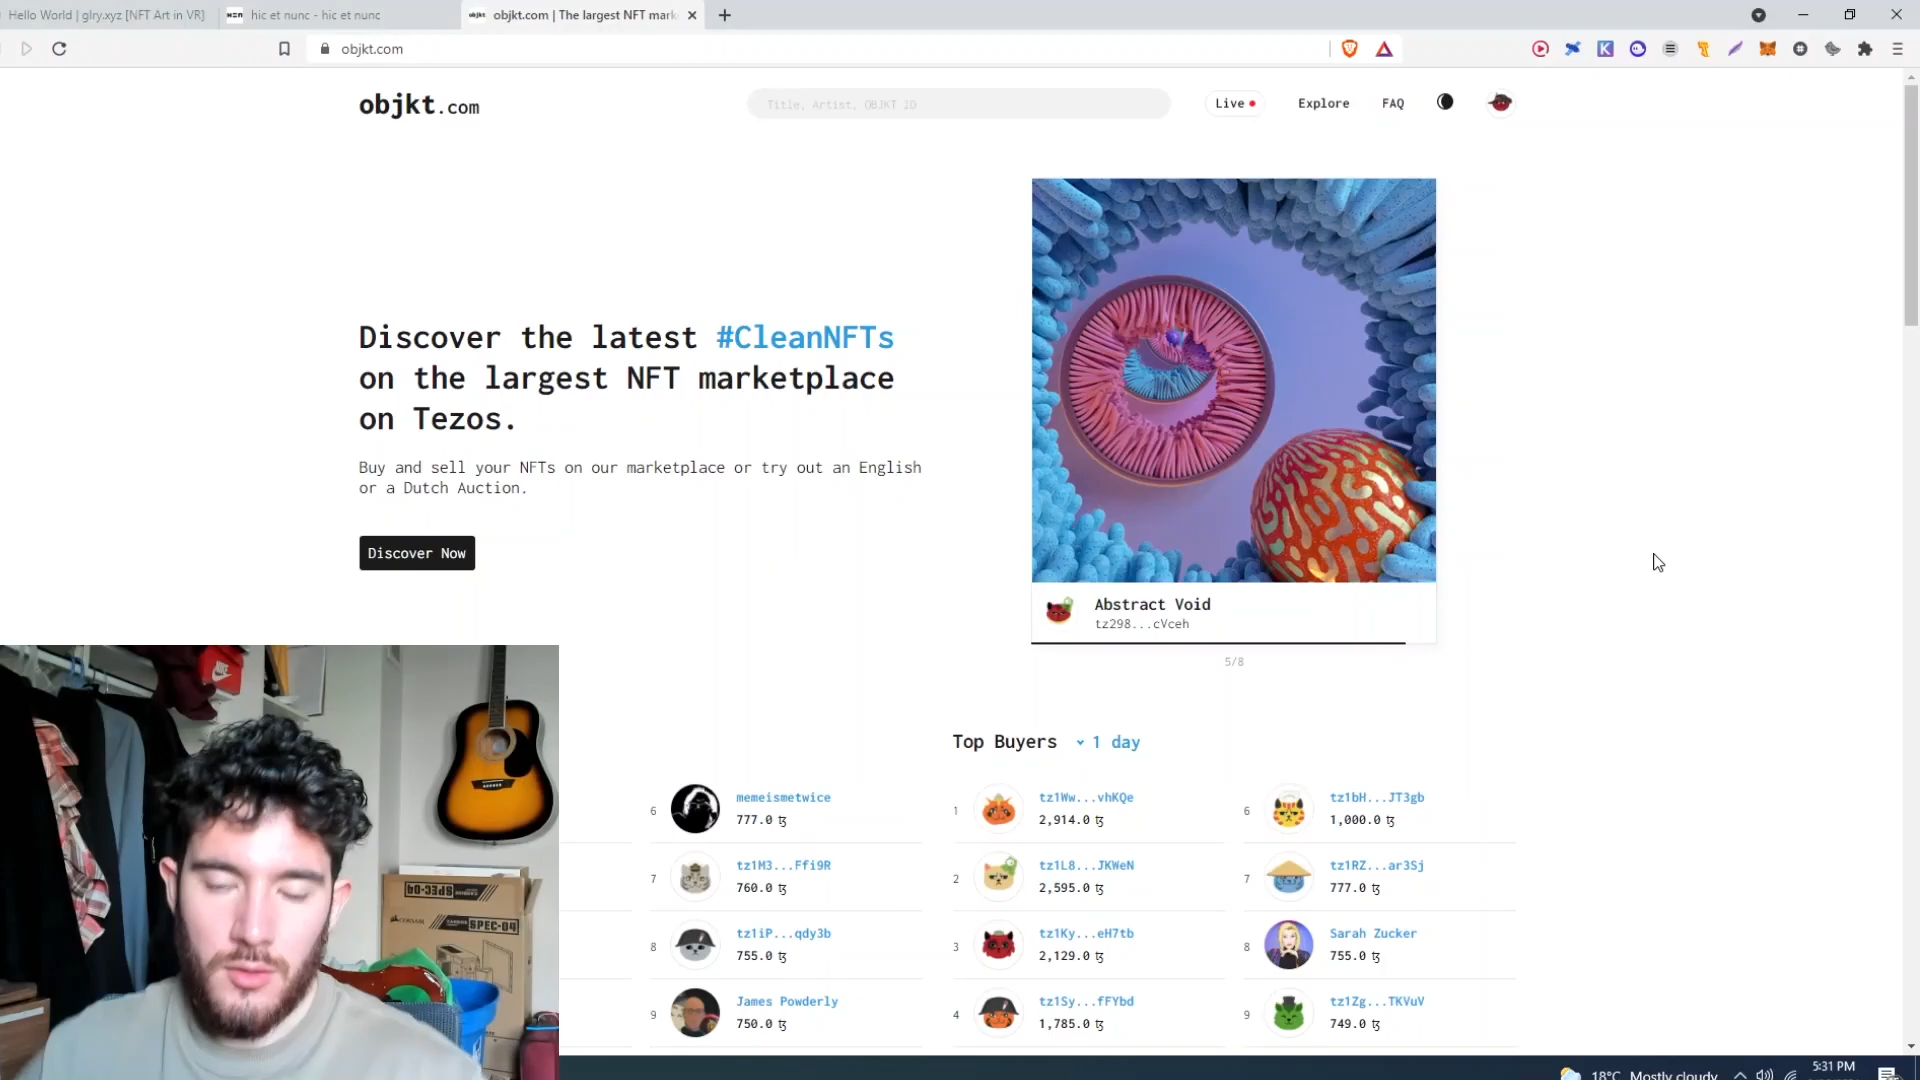 Hello World | glry.xyz [NFT Art in VR]
hic et nunc - hic et nunc
objkt.com | The largest NFT mark
objkt.com
objkt.com
Title, Artist, OBJKT ID
Live
Explore
FAQ
Discover the latest #CleanNFTs
on the largest NFT marketplace
on Tezos.
Buy and sell your NFTs on our marketplace or try out an English
or a Dutch Auction.
Discover Now
Abstract Void
tz298...cVceh
5/8
Top Buyers 1 day
6 memeismetwice
777.0 ꜩ
7 tz1M3...Ffi9R
760.0 ꜩ
8 tz1iP...qdy3b
755.0 ꜩ
9 James Powderly
750.0 ꜩ
1 tz1Ww...vhKQe
2,914.0 ꜩ
2 tz1L8...JKWeN
2,595.0 ꜩ
3 tz1Ky...eH7tb
2,129.0 ꜩ
4 tz1Sy...fFYbd
1,785.0 ꜩ
6 tz1bH...JT3gb
1,000.0 ꜩ
7 tz1RZ...ar3Sj
777.0 ꜩ
8 Sarah Zucker
755.0 ꜩ
9 tz1Zg...TKVuV
749.0 ꜩ
SPEC-04
CORSAIR
SPEC-04
18°C Mostly cloudy
5:31 PM